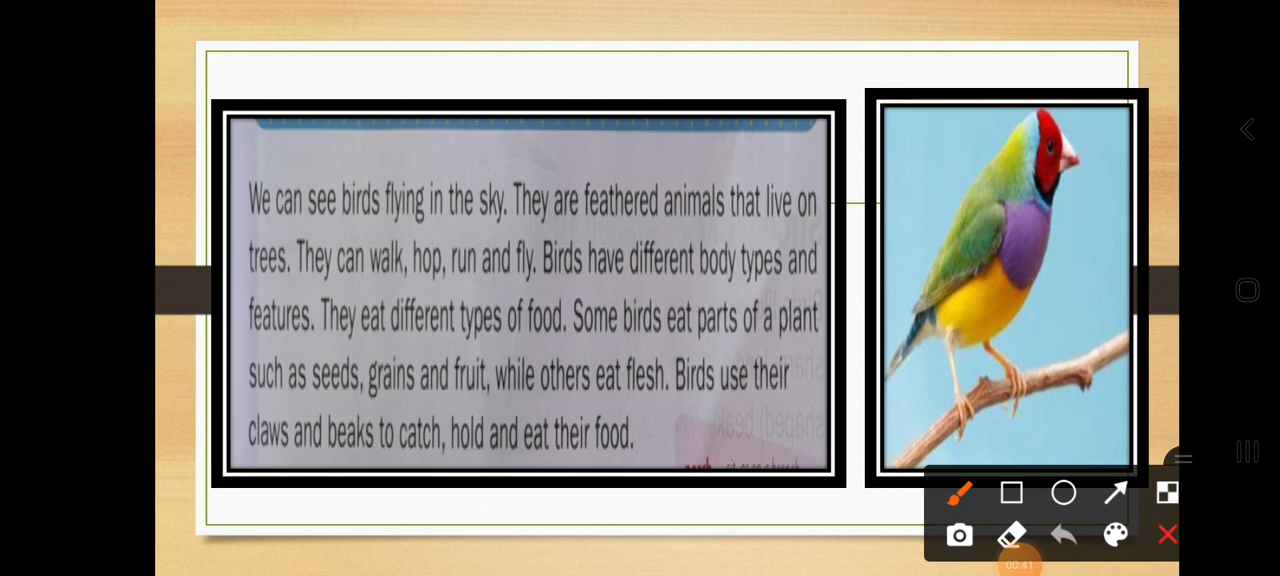 We can see birds flying in the sky. They are feathered animals that live on
trees. They can walk, hop, run and fly. Birds have different body types and
features. They eat different types of food. Some birds eat parts of a plant
such as seeds, grains and fruit, while others eat flesh. Birds use their
claws and beaks to catch, hold and eat their food.
00:41